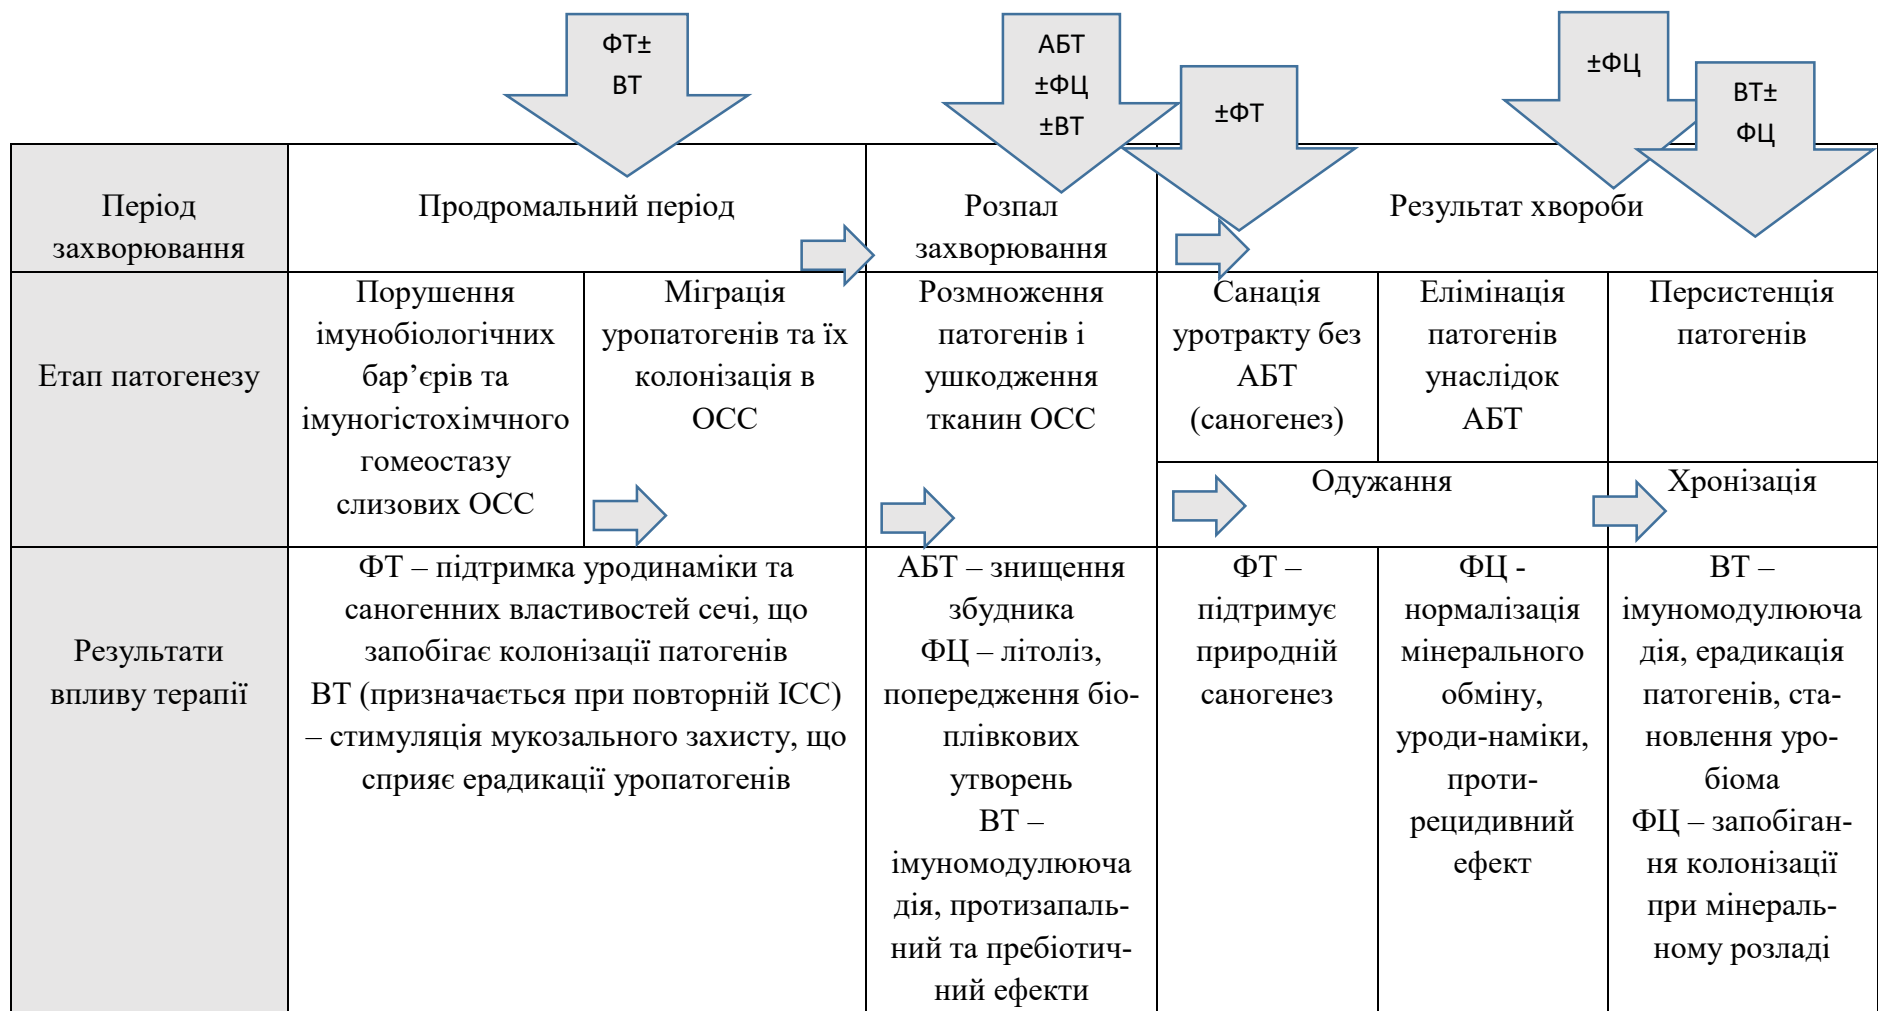 ФТ±
ВТ
АБТ
±ФЦ
±ВТ
±ФТ
±ФЦ
ВТ±
ФЦ
Період
захворювання
Продромальний період
Розпал
захворювання
Результат хвороби
Етап патогенезу
Порушення
імунобіологічних
бар’єрів та
імуногістохімчного
гомеостазу
слизових ОСС
Міграція
уропатогенів та їх
колонізація в
ОСС
Розмноження
патогенів і
ушкодження
тканин ОСС
Санація
уротракту без
АБТ
(саногенез)
Елімінація
патогенів
унаслідок
АБТ
Персистенція
патогенів
Одужання
Хронізація
Результати
впливу терапії
ФТ – підтримка уродинаміки та
саногенних властивостей сечі, що
запобігає колонізації патогенів
ВТ (призначається при повторній ІСС)
– стимуляція мукозального захисту, що
сприяє ерадикації уропатогенів
АБТ – знищення
збудника
ФЦ – літоліз,
попередження біо-
плівкових
утворень
ВТ –
імуномодулююча
дія, протизапаль-
ний та пребіотич-
ний ефекти
ФТ –
підтримує
природній
саногенез
ФЦ -
нормалізація
мінерального
обміну,
уроди-наміки,
проти-
рецидивний
ефект
ВТ –
імуномодулююча
дія, ерадикація
патогенів, ста-
новлення уро-
біома
ФЦ – запобіган-
ня колонізації
при мінераль-
ному розладі